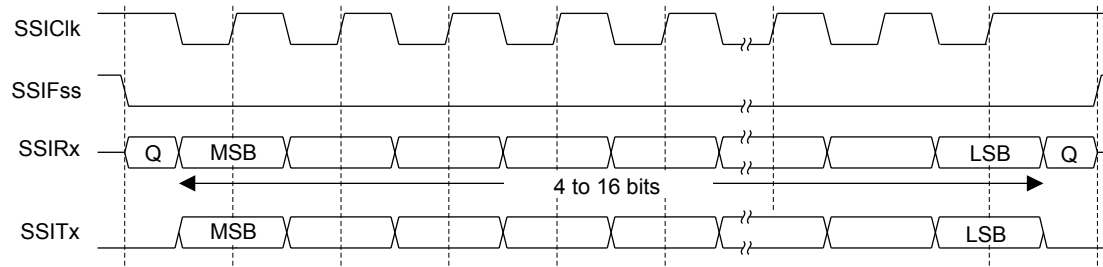 SSIClk
SSIFss
SSIRx Q MSB LSB Q
4 to 16 bits
SSITx MSB LSB